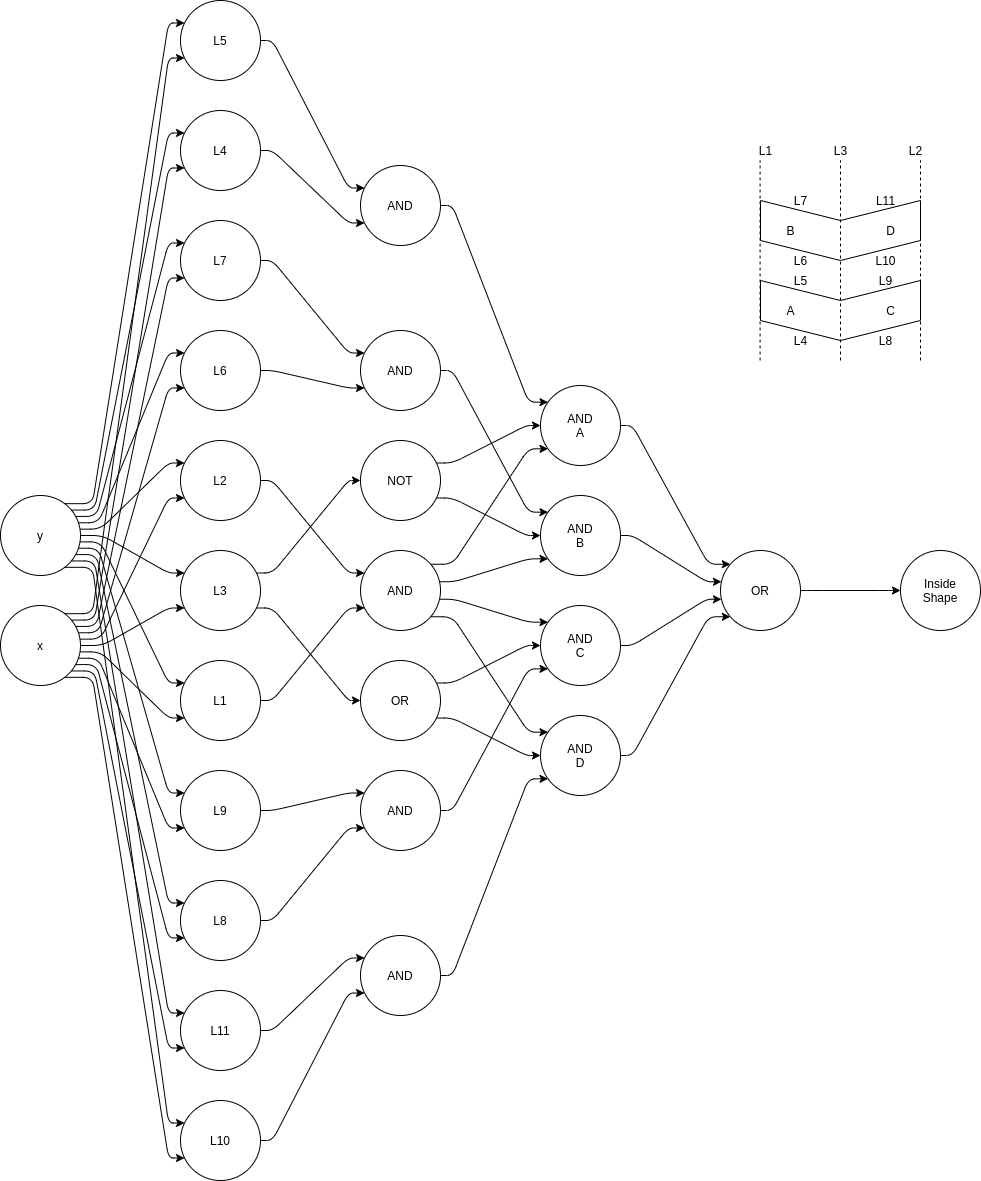 L5
L4
L7
L6
L2
L3
L1
L9
L8
L11
L10
y
x
AND
AND
NOT
AND
OR
AND
AND
AND
A
AND
B
AND
C
AND
D
OR
Inside
Shape
L1 L3 L2
L7 L11
B D
L6 L10
L5 L9
A C
L4 L8